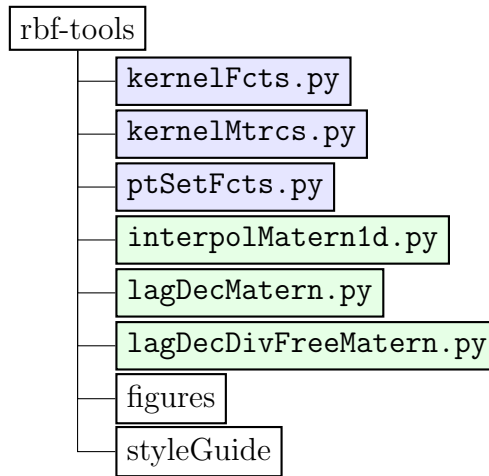 rbf-tools
kernelFcts.py
kernelMtrcs.py
ptSetFcts.py
interpolMatern1d.py
lagDecMatern.py
lagDecDivFreeMatern.py
figures
styleGuide